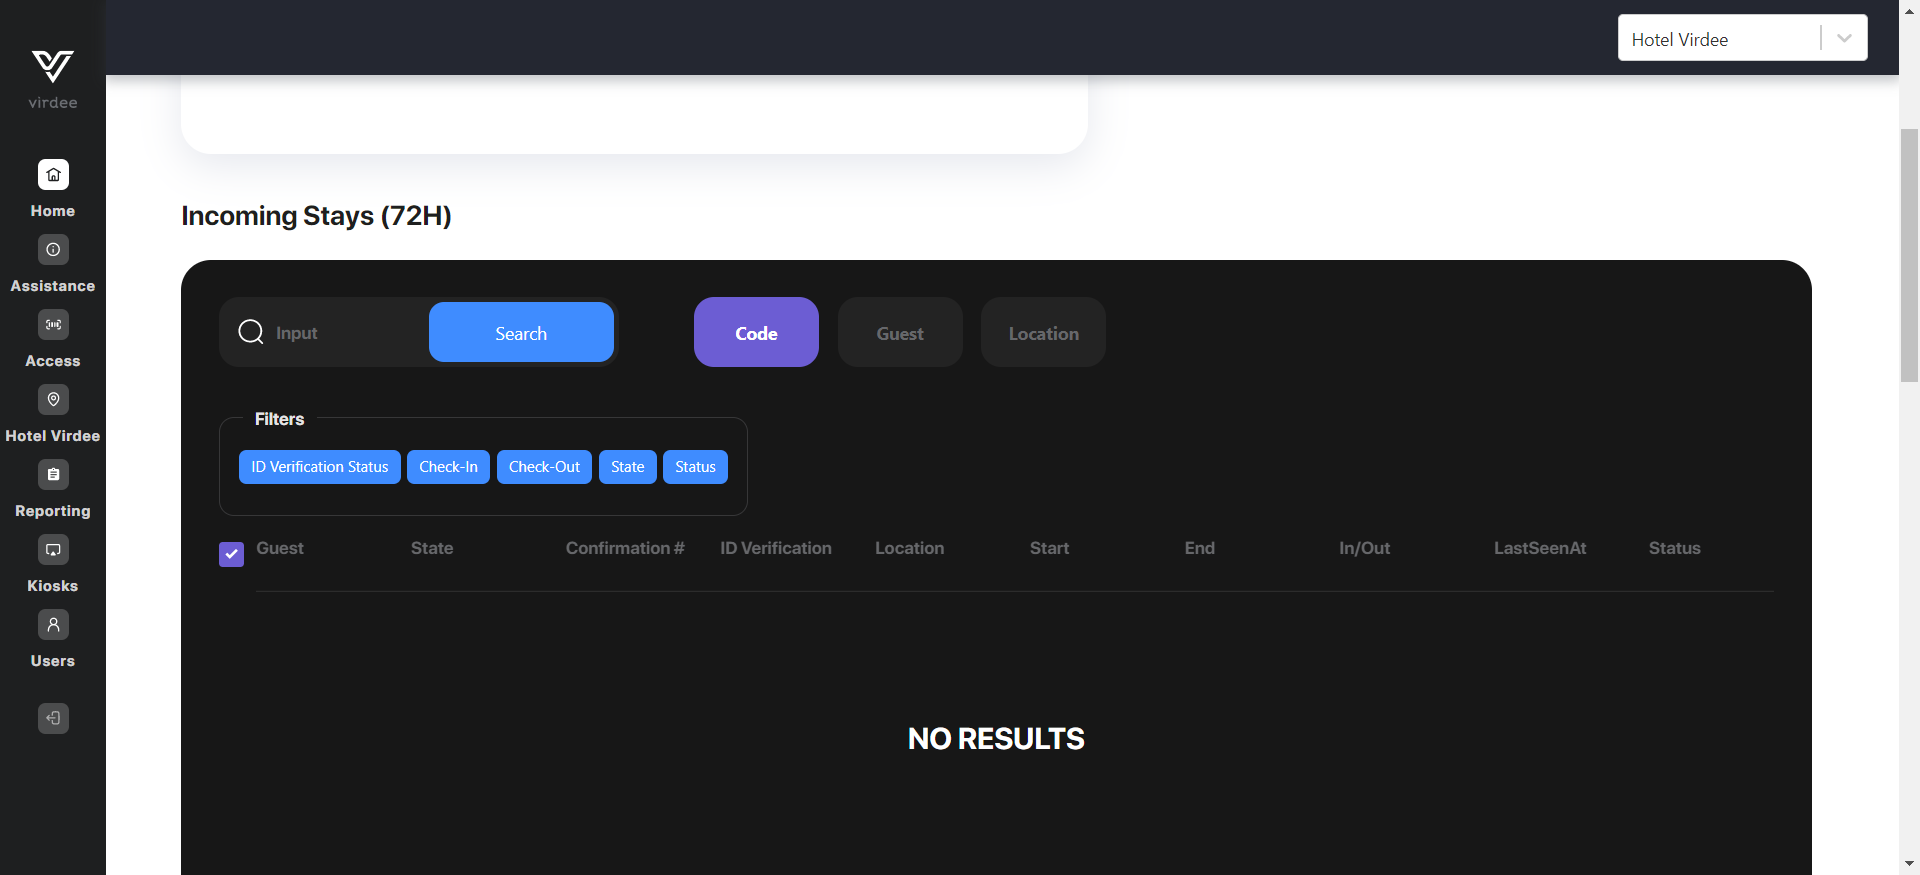 Hotel Virdee
virdee
Home
Assistance
Access
Hotel Virdee
Reporting
Kiosks
Users
Incoming Stays (72H)
Input Search Code Guest Location
Filters
ID Verification Status Check-In Check-Out State Status
Guest State Confirmation # ID Verification Location Start End In/Out LastSeenAt Status
NO RESULTS